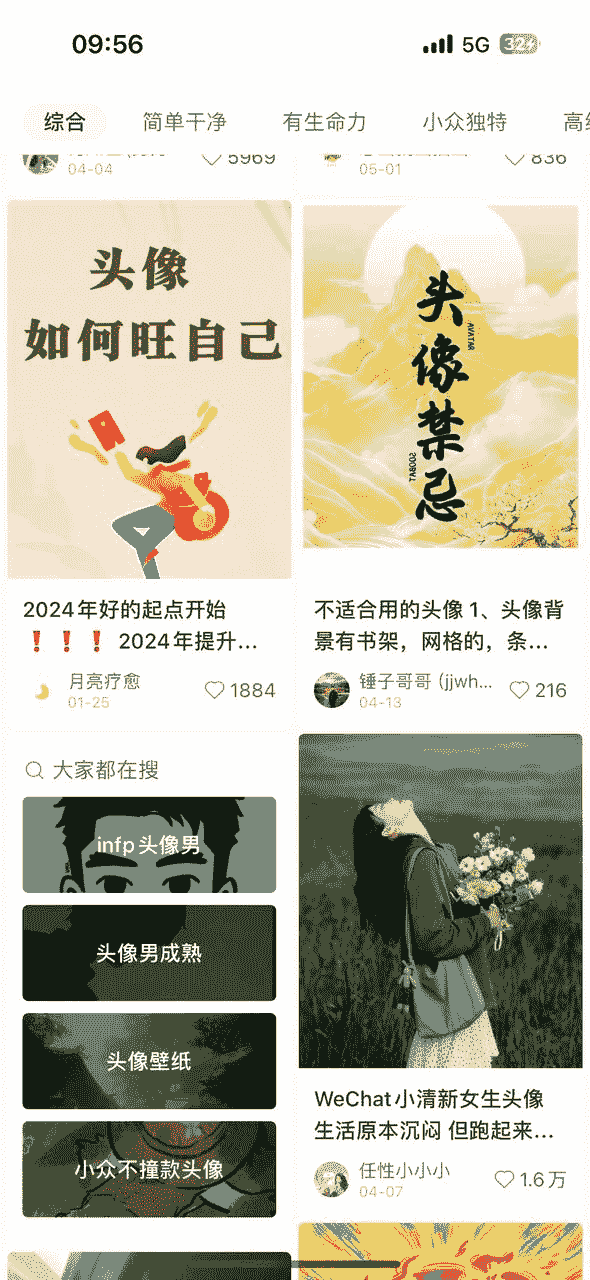 09:56
5G
32
综合
简单干净
有生命力
小众独特
04-04
5969
05-01
836
头像
如何旺自己
2024年好的起点开始
❗❗❗ 2024年提升...
月亮疗愈
01-25
1884
头像禁忌
AVATAR
TABOOS
不适合用的头像 1、头像背
景有书架，网格的，条...
锤子哥哥 (jjwh...
04-13
216
大家都在搜
infp头像男
头像男成熟
头像壁纸
小众不撞款头像
WeChat小清新女生头像
生活原本沉闷 但跑起来...
任性小小小
04-07
1.6万